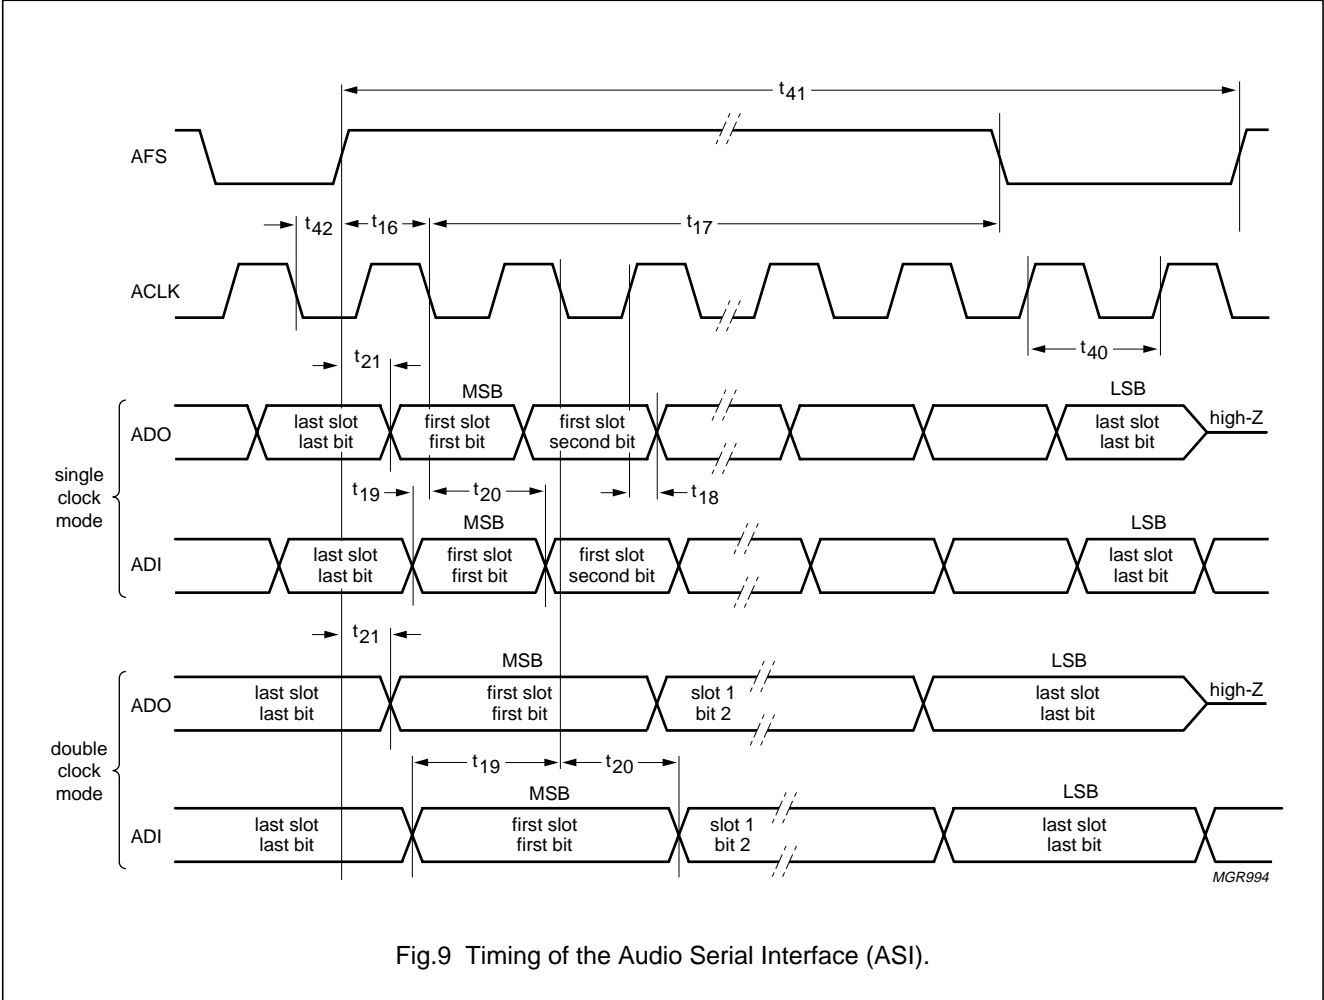 t41
AFS
t42
t16
t17
ACLK
t21
t40
MSB
LSB
ADO
last slot
last bit
first slot
first bit
first slot
second bit
last slot
last bit
high-Z
single
clock
mode
t19
t20
t18
MSB
LSB
ADI
last slot
last bit
first slot
first bit
first slot
second bit
last slot
last bit
t21
MSB
LSB
ADO
last slot
last bit
first slot
first bit
slot 1
bit 2
last slot
last bit
high-Z
double
clock
mode
t19
t20
MSB
LSB
ADI
last slot
last bit
first slot
first bit
slot 1
bit 2
last slot
last bit
MGR994
Fig.9 Timing of the Audio Serial Interface (ASI).